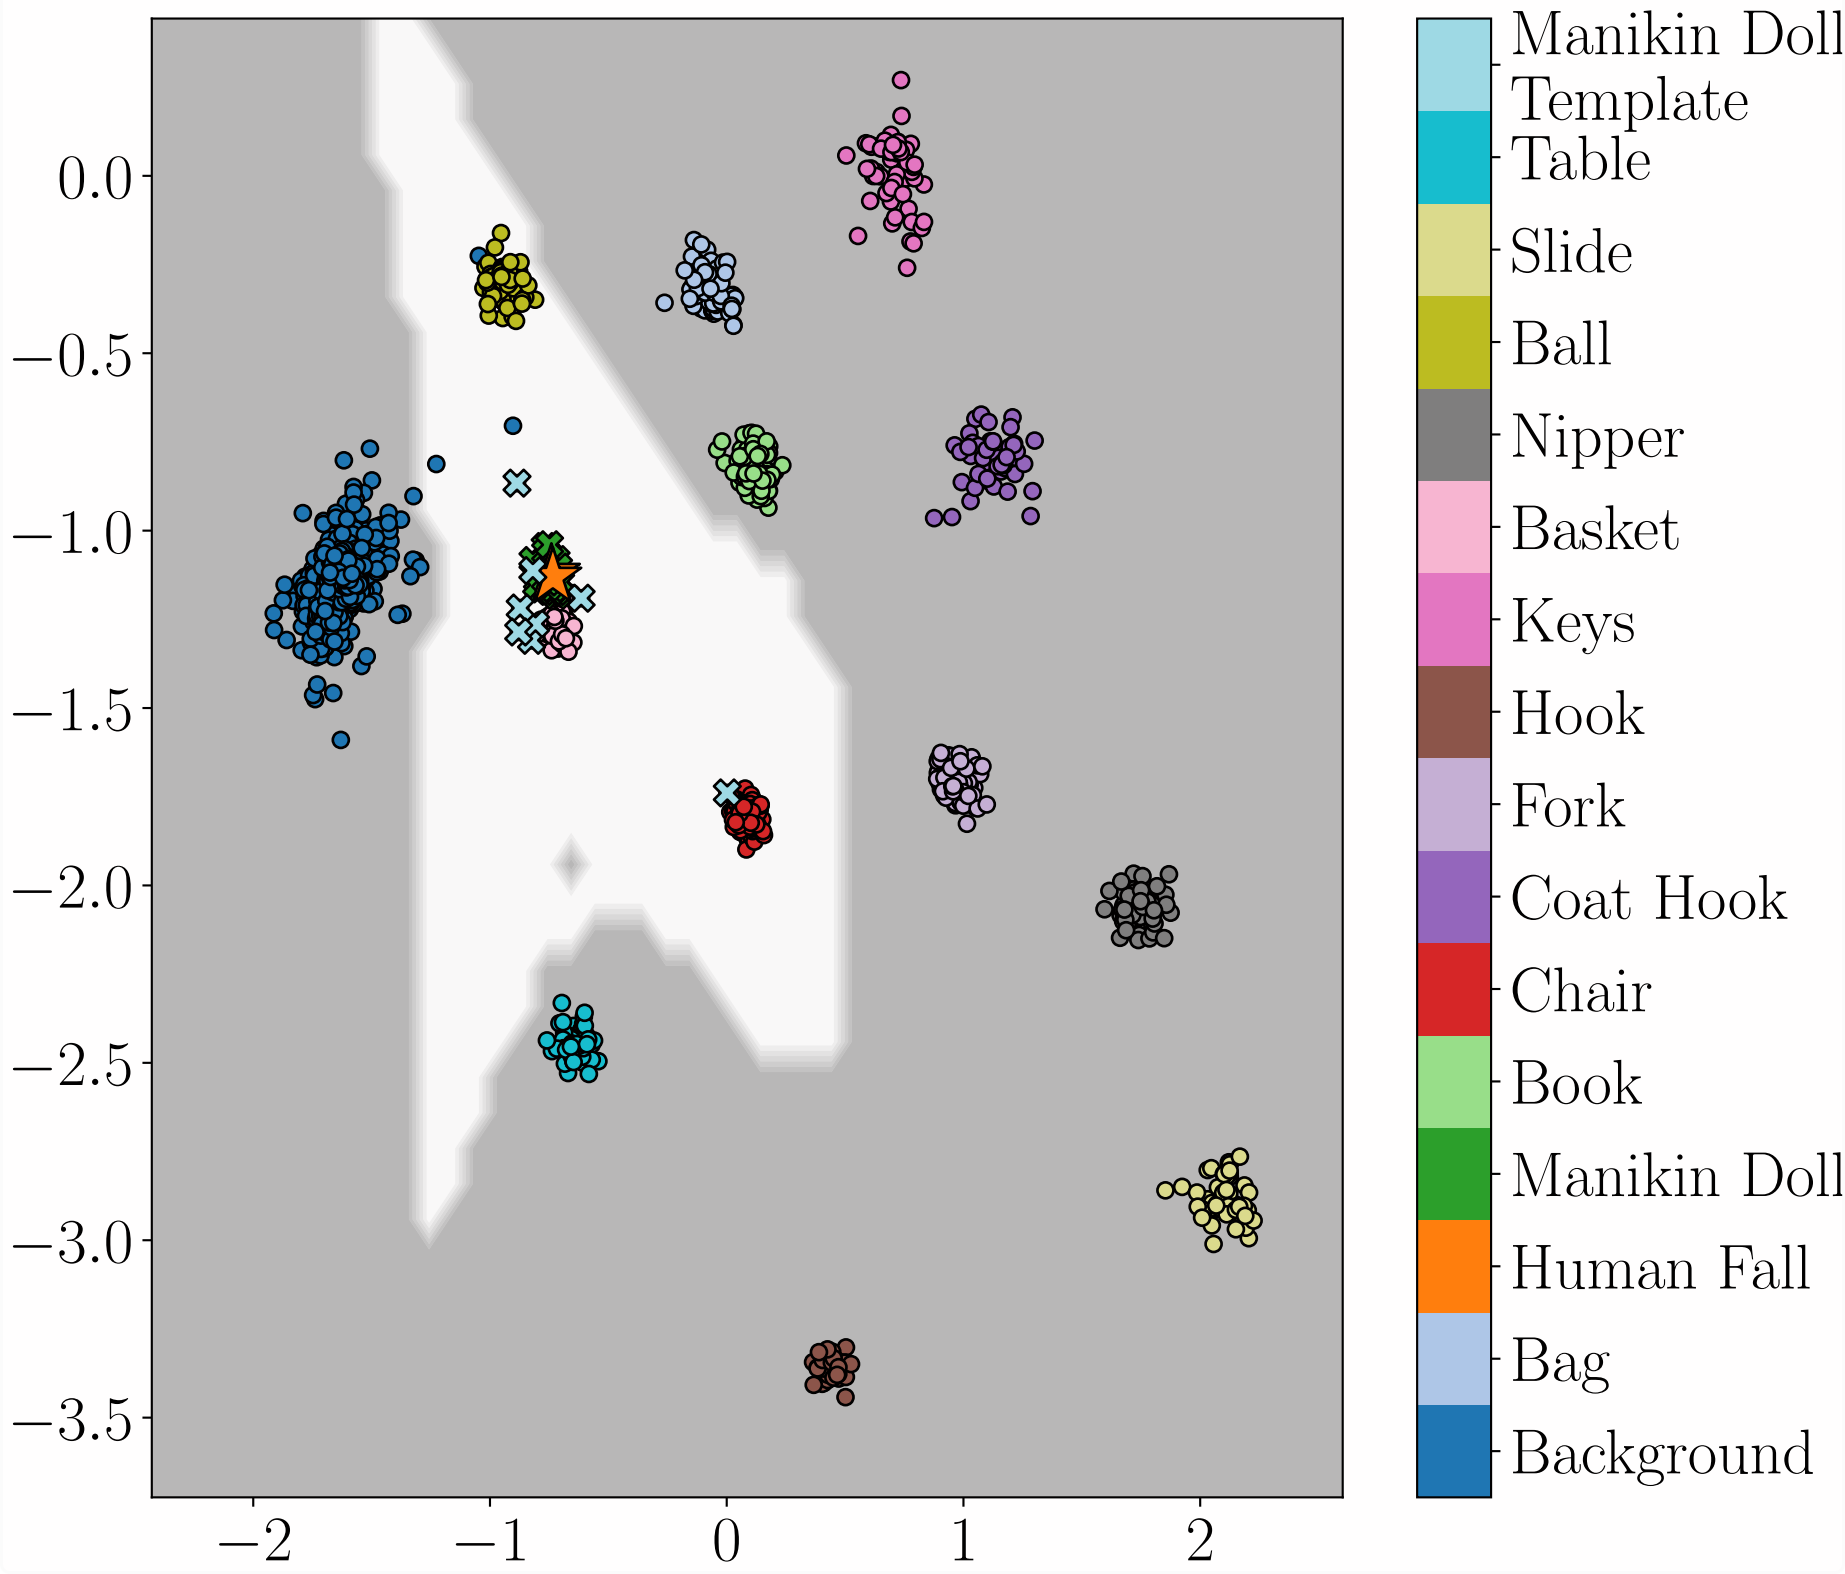 0.0
−0.5
−1.0
−1.5
−2.0
−2.5
−3.0
−3.5
−2
−1
0
1
2
Manikin Doll
Template
Table
Slide
Ball
Nipper
Basket
Keys
Hook
Fork
Coat Hook
Chair
Book
Manikin Doll
Human Fall
Bag
Background